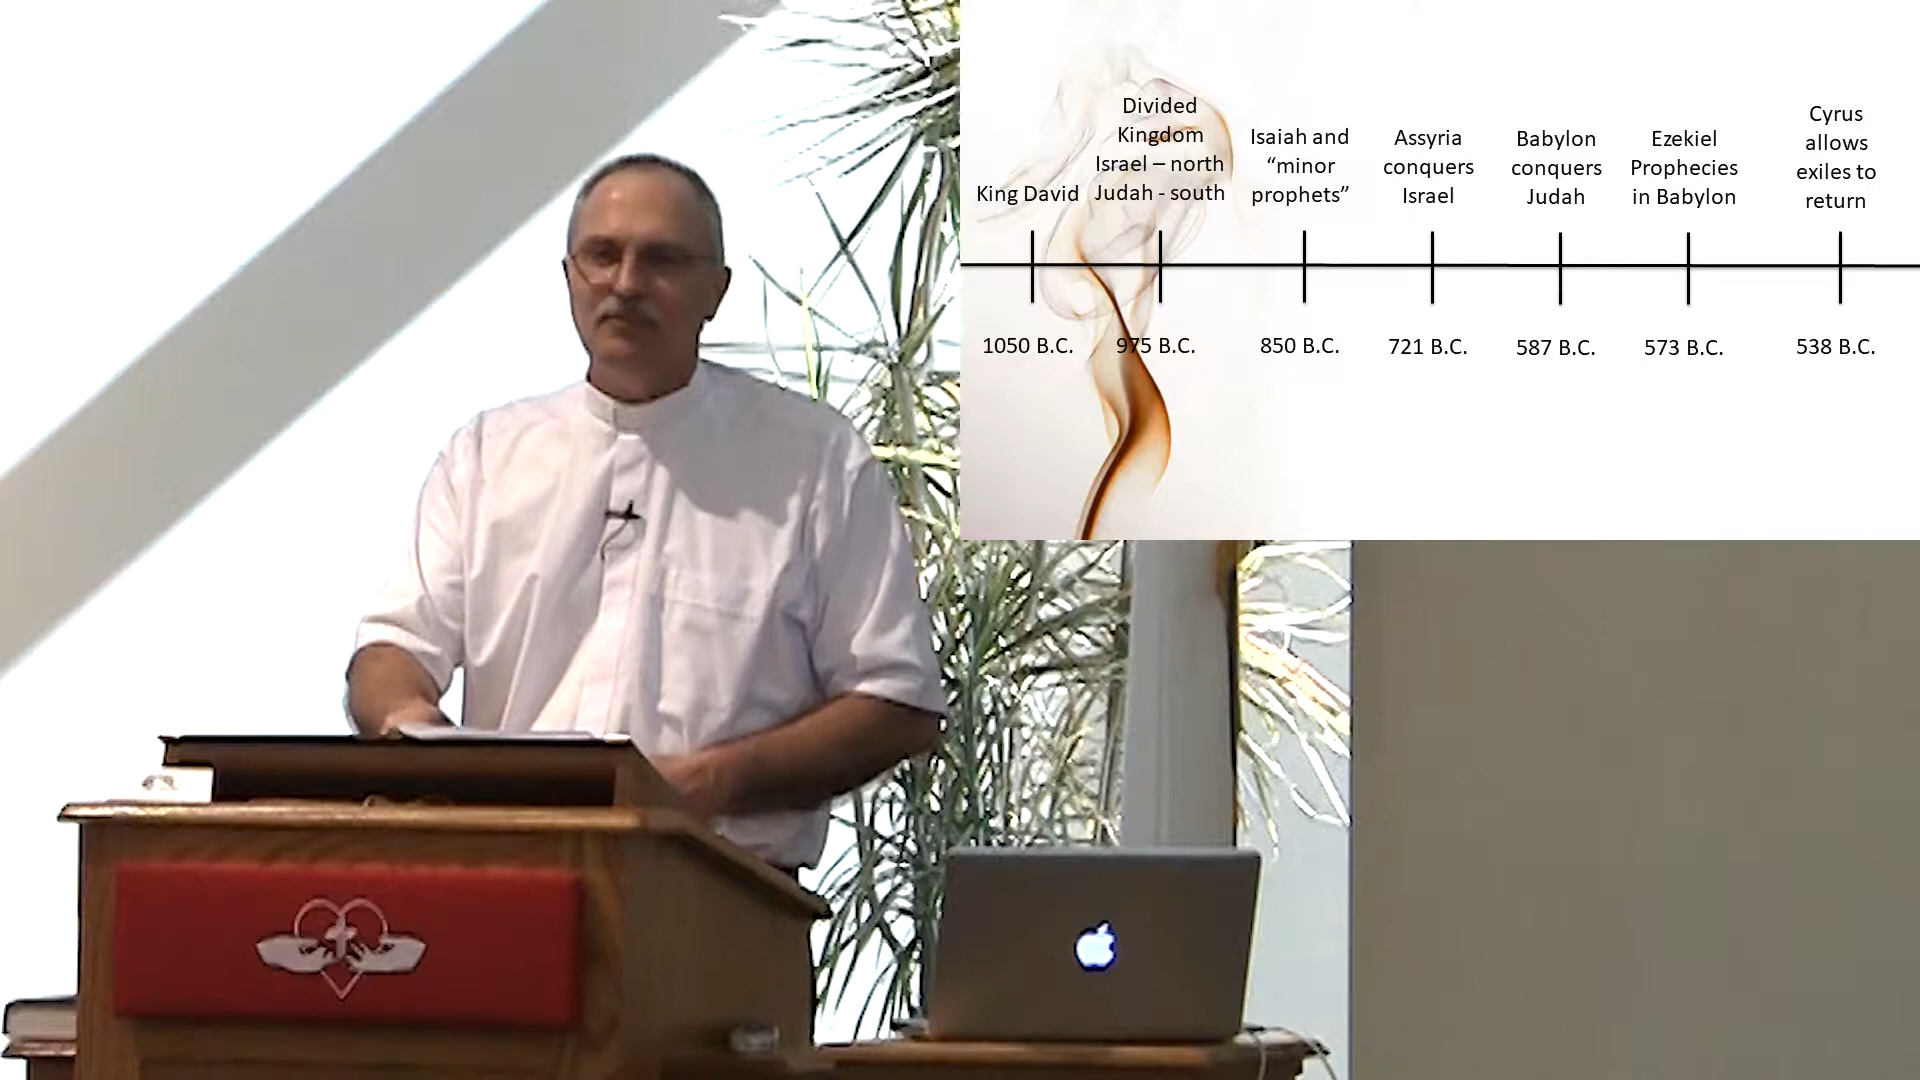 King David
Divided
Kingdom
Israel – north
Judah - south
Isaiah and
“minor
prophets”
Assyria
conquers
Israel
Babylon
conquers
Judah
Ezekiel
Prophecies
in Babylon
Cyrus
allows
exiles to
return
1050 B.C.
975 B.C.
850 B.C.
721 B.C.
587 B.C.
573 B.C.
538 B.C.